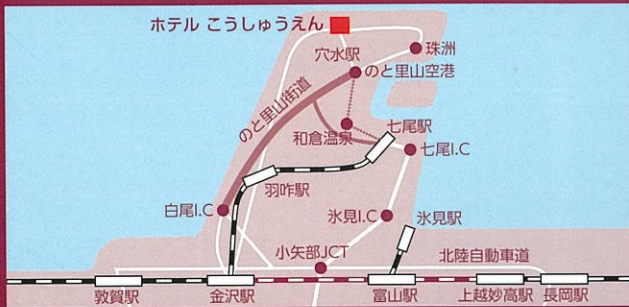 ホテル こうしゅうえん
穴水駅
珠洲
のと里山空港
のと里山街道
和倉温泉
七尾駅
七尾I.C
羽咋駅
白尾I.C
氷見I.C
氷見駅
小矢部JCT
北陸自動車道
敦賀駅
金沢駅
富山駅
上越妙高駅
長岡駅